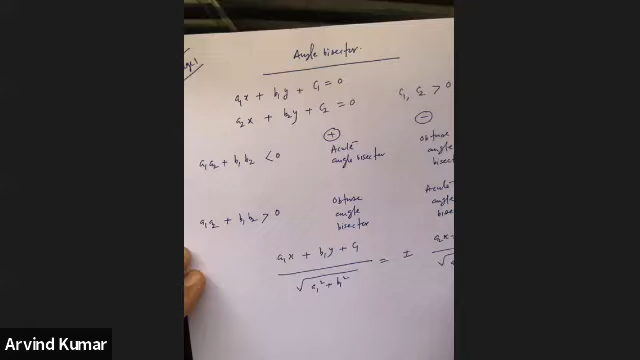 Angle bisector.
a₁x + b₁y + c₁ = 0
a₂x + b₂y + c₂ = 0
c₁, c₂ > 0
+
−
a₁a₂ + b₁b₂ < 0
Acute angle bisector
Obtuse angle
a₁a₂ + b₁b₂ > 0
Obtuse angle bisector
Acute angle
a₁x + b₁y + c₁
= ±
√a₁² + b₁²
Arvind Kumar